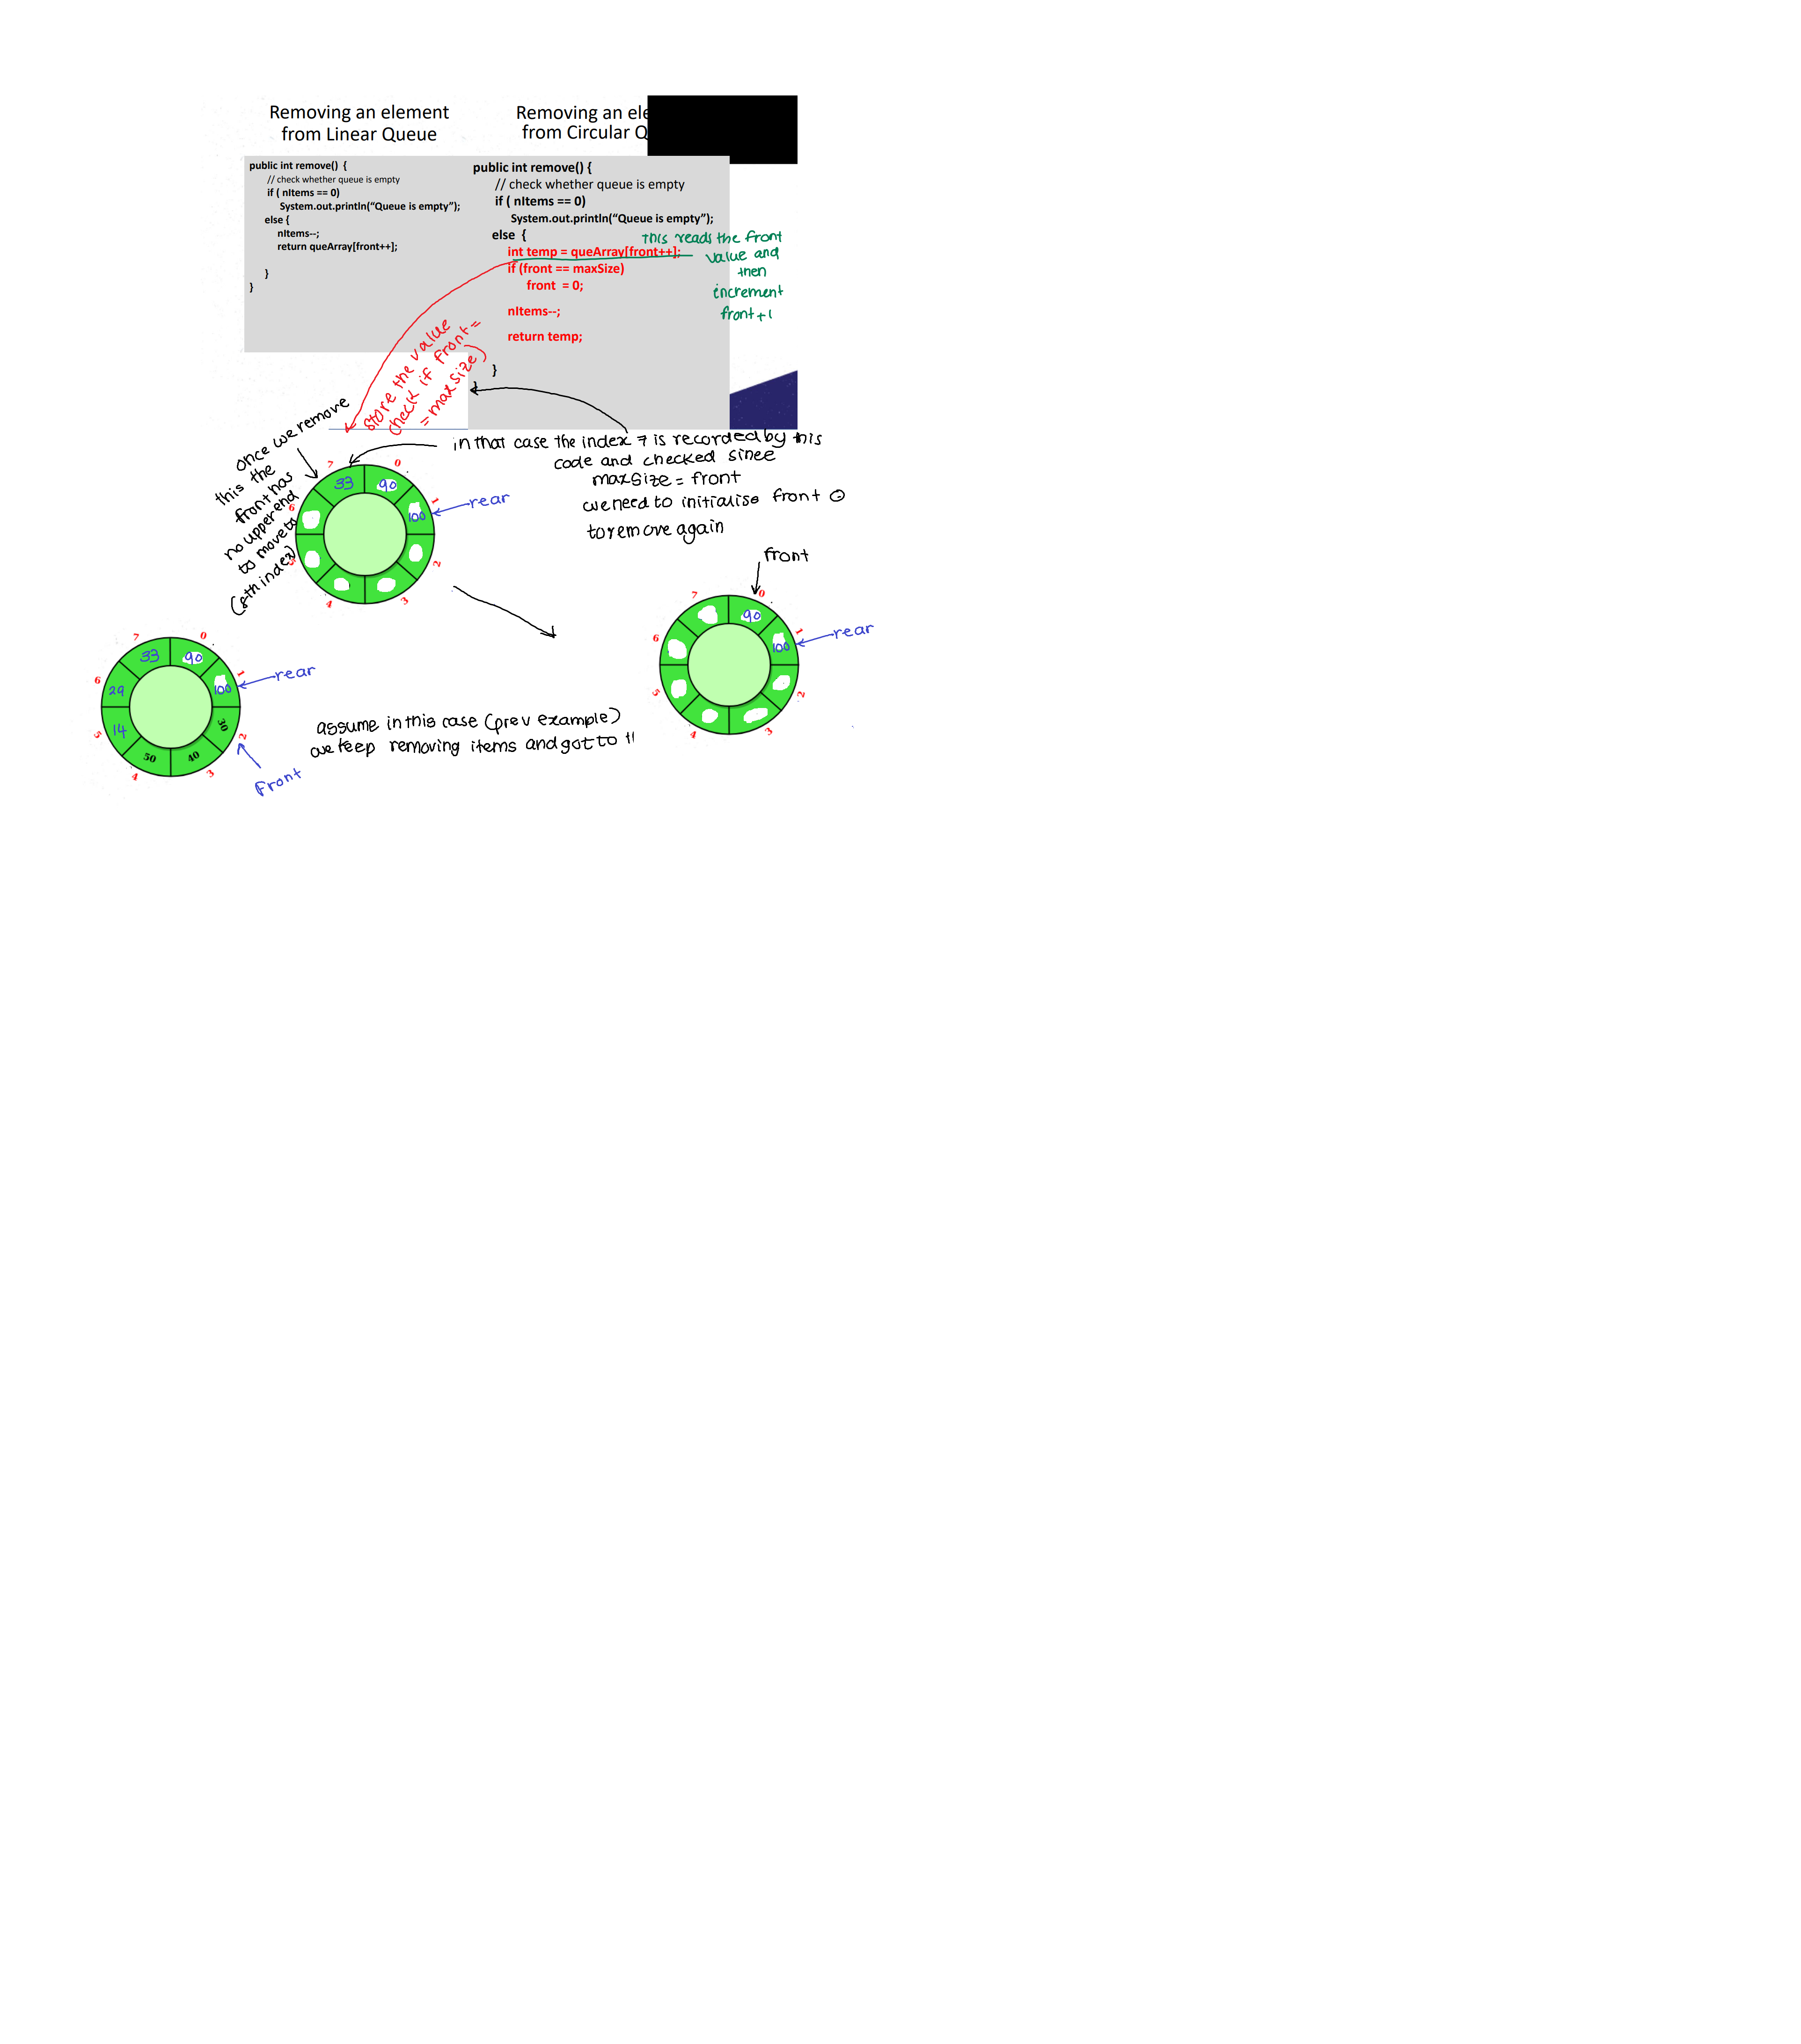 Removing an element
from Linear Queue
public int remove() {
// check whether queue is empty
if ( nItems == 0)
System.out.println(“Queue is empty”);
else {
nItems--;
return queArray[front++];
}
}
Removing an ele
from Circular Q
public int remove() {
// check whether queue is empty
if ( nItems == 0)
System.out.println(“Queue is empty”);
else {
int temp = queArray[front++];
if (front == maxSize)
front = 0;
nItems--;
return temp;
}
}
This reads the front
value and
then
increment
front+1
store the value
check if front =
= maxsize)
once we remove
this the
front has
no upper end
to move to
(8th index)
in that case the index 7 is recorded by this
code and checked since
maxsize = front
we need to initialise front 0
to remove again
7 0
33 90
6 1
100 rear
5 2
4 3
front
7 0
90
6 1
100 rear
5 2
4 3
7 0
33 90
6 1
29 100 rear
14 30
5 2
50 40
4 3
Front
assume in this case (prev example)
we keep removing items and got to